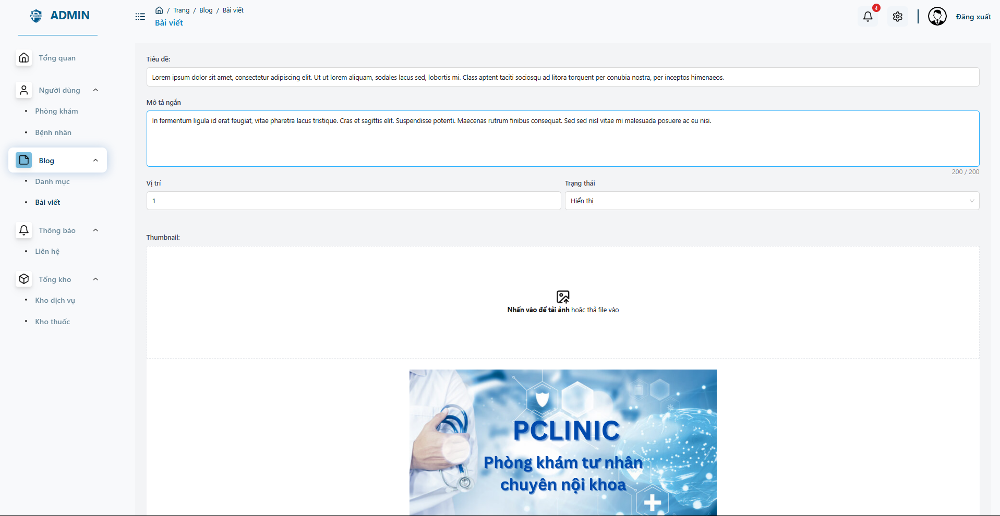 P-CLINIC
ADMIN
Tổng quan
Người dùng
Phòng khám
Bệnh nhân
Blog
Danh mục
Bài viết
Thông báo
Liên hệ
Tổng kho
Kho dịch vụ
Kho thuốc
/ Trang / Blog / Bài viết
Bài viết
4
Đăng xuất
Tiêu đề:
Lorem ipsum dolor sit amet, consectetur adipiscing elit. Ut ut lorem aliquam, sodales lacus sed, lobortis mi. Class aptent taciti sociosqu ad litora torquent per conubia nostra, per inceptos himenaeos.
Mô tả ngắn
In fermentum ligula id erat feugiat, vitae pharetra lacus tristique. Cras et sagittis elit. Suspendisse potenti. Maecenas rutrum finibus consequat. Sed sed nisl vitae mi malesuada posuere ac eu nisi.
200 / 200
Vị trí
1
Trạng thái
Hiển thị
Thumbnail:
Nhấn vào để tải ảnh hoặc thả file vào
PCLINIC
Phòng khám tư nhân
chuyên nội khoa